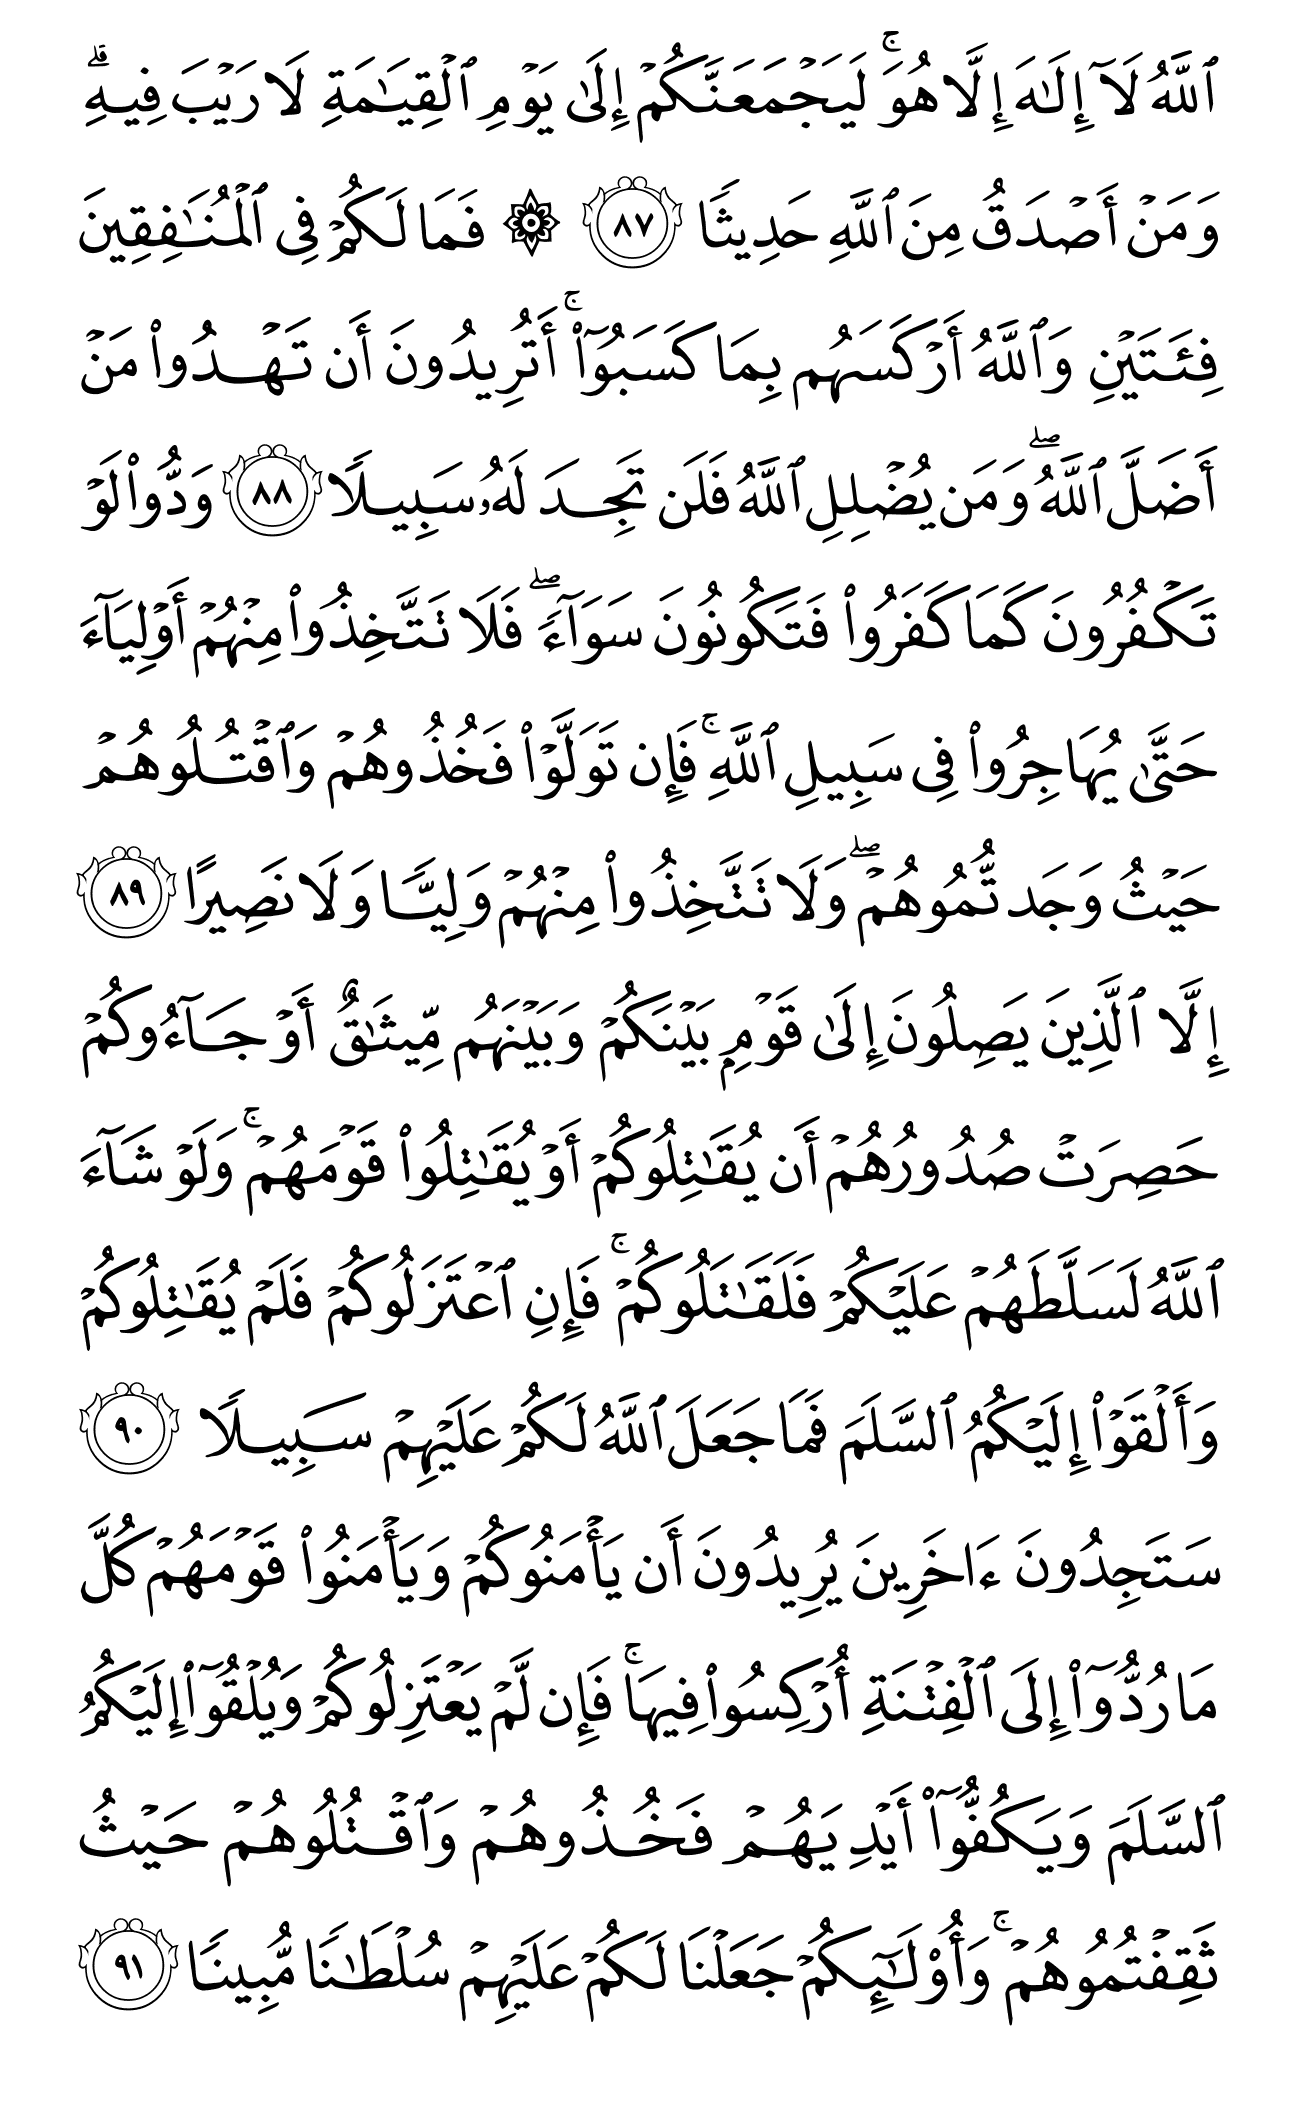 ٱللَّهُ لَآ إِلَٰهَ إِلَّا هُوَۚ لَيَجْمَعَنَّكُمْ إِلَىٰ يَوْمِ ٱلْقِيَٰمَةِ لَا رَيْبَ فِيهِۗ
وَمَنْ أَصْدَقُ مِنَ ٱللَّهِ حَدِيثًا ٨٧ ۞ فَمَا لَكُمْ فِى ٱلْمُنَٰفِقِينَ
فِئَتَيْنِ وَٱللَّهُ أَرْكَسَهُم بِمَا كَسَبُوٓا۟ۚ أَتُرِيدُونَ أَن تَهْدُوا۟ مَنْ
أَضَلَّ ٱللَّهُۖ وَمَن يُضْلِلِ ٱللَّهُ فَلَن تَجِدَ لَهُۥ سَبِيلًا ٨٨ وَدُّوا۟ لَوْ
تَكْفُرُونَ كَمَا كَفَرُوا۟ فَتَكُونُونَ سَوَآءًۖ فَلَا تَتَّخِذُوا۟ مِنْهُمْ أَوْلِيَآءَ
حَتَّىٰ يُهَاجِرُوا۟ فِى سَبِيلِ ٱللَّهِۚ فَإِن تَوَلَّوْا۟ فَخُذُوهُمْ وَٱقْتُلُوهُمْ
حَيْثُ وَجَدتُّمُوهُمْۖ وَلَا تَتَّخِذُوا۟ مِنْهُمْ وَلِيًّا وَلَا نَصِيرًا ٨٩
إِلَّا ٱلَّذِينَ يَصِلُونَ إِلَىٰ قَوْمٍۭ بَيْنَكُمْ وَبَيْنَهُم مِّيثَٰقٌ أَوْ جَآءُوكُمْ
حَصِرَتْ صُدُورُهُمْ أَن يُقَٰتِلُوكُمْ أَوْ يُقَٰتِلُوا۟ قَوْمَهُمْۚ وَلَوْ شَآءَ
ٱللَّهُ لَسَلَّطَهُمْ عَلَيْكُمْ فَلَقَٰتَلُوكُمْۚ فَإِنِ ٱعْتَزَلُوكُمْ فَلَمْ يُقَٰتِلُوكُمْ
وَأَلْقَوْا۟ إِلَيْكُمُ ٱلسَّلَمَ فَمَا جَعَلَ ٱللَّهُ لَكُمْ عَلَيْهِمْ سَبِيلًا ٩٠
سَتَجِدُونَ ءَاخَرِينَ يُرِيدُونَ أَن يَأْمَنُوكُمْ وَيَأْمَنُوا۟ قَوْمَهُمْ كُلَّ
مَا رُدُّوٓا۟ إِلَى ٱلْفِتْنَةِ أُرْكِسُوا۟ فِيهَاۚ فَإِن لَّمْ يَعْتَزِلُوكُمْ وَيُلْقُوٓا۟ إِلَيْكُمُ
ٱلسَّلَمَ وَيَكُفُّوٓا۟ أَيْدِيَهُمْ فَخُذُوهُمْ وَٱقْتُلُوهُمْ حَيْثُ
ثَقِفْتُمُوهُمْۚ وَأُو۟لَٰٓئِكُمْ جَعَلْنَا لَكُمْ عَلَيْهِمْ سُلْطَٰنًا مُّبِينًا ٩١